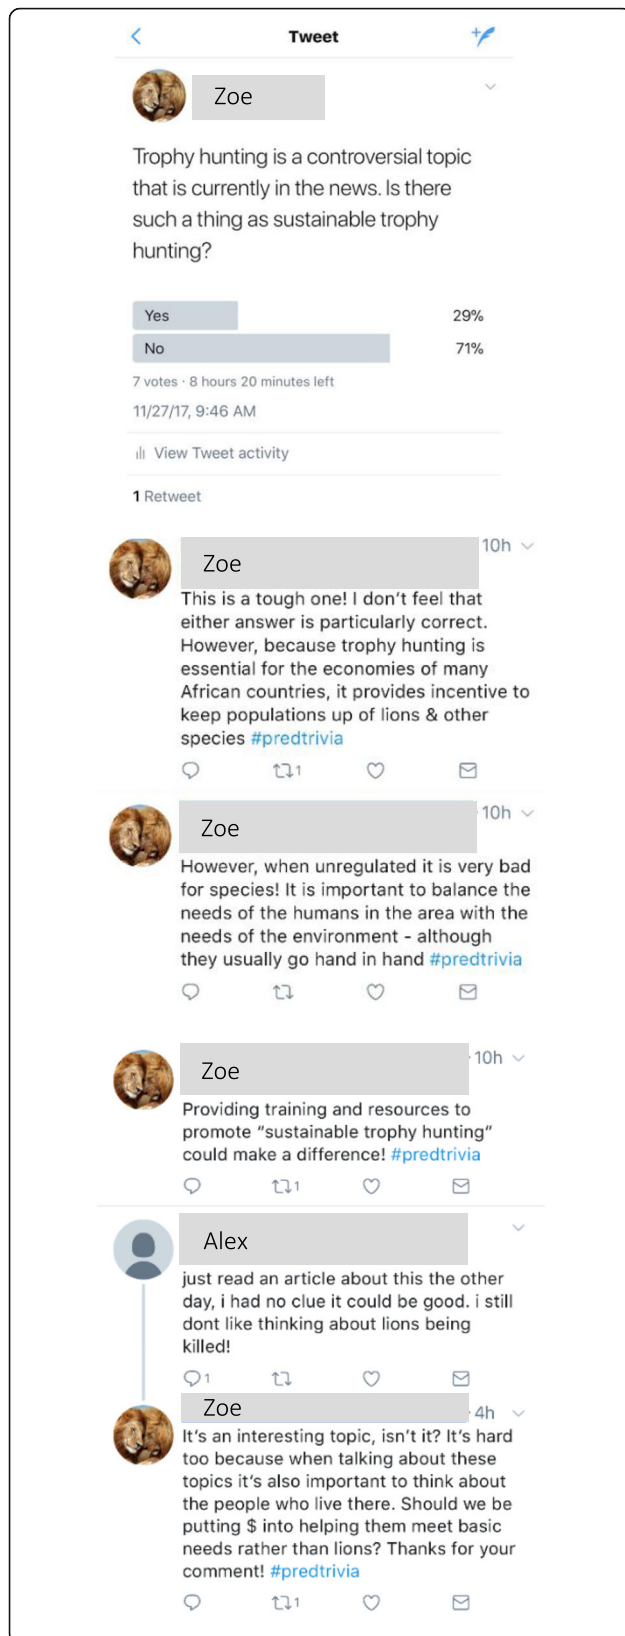 Tweet
Zoe
Trophy hunting is a controversial topic
that is currently in the news. Is there
such a thing as sustainable trophy
hunting?
Yes 29%
No 71%
7 votes · 8 hours 20 minutes left
11/27/17, 9:46 AM
View Tweet activity
1 Retweet
Zoe 10h
This is a tough one! I don't feel that
either answer is particularly correct.
However, because trophy hunting is
essential for the economies of many
African countries, it provides incentive to
keep populations up of lions & other
species #predtrivia
1
Zoe · 10h
However, when unregulated it is very bad
for species! It is important to balance the
needs of the humans in the area with the
needs of the environment - although
they usually go hand in hand #predtrivia
Zoe · 10h
Providing training and resources to
promote “sustainable trophy hunting”
could make a difference! #predtrivia
1
Alex
just read an article about this the other
day, i had no clue it could be good. i still
dont like thinking about lions being
killed!
1
Zoe · 4h
It's an interesting topic, isn't it? It's hard
too because when talking about these
topics it's also important to think about
the people who live there. Should we be
putting $ into helping them meet basic
needs rather than lions? Thanks for your
comment! #predtrivia
1